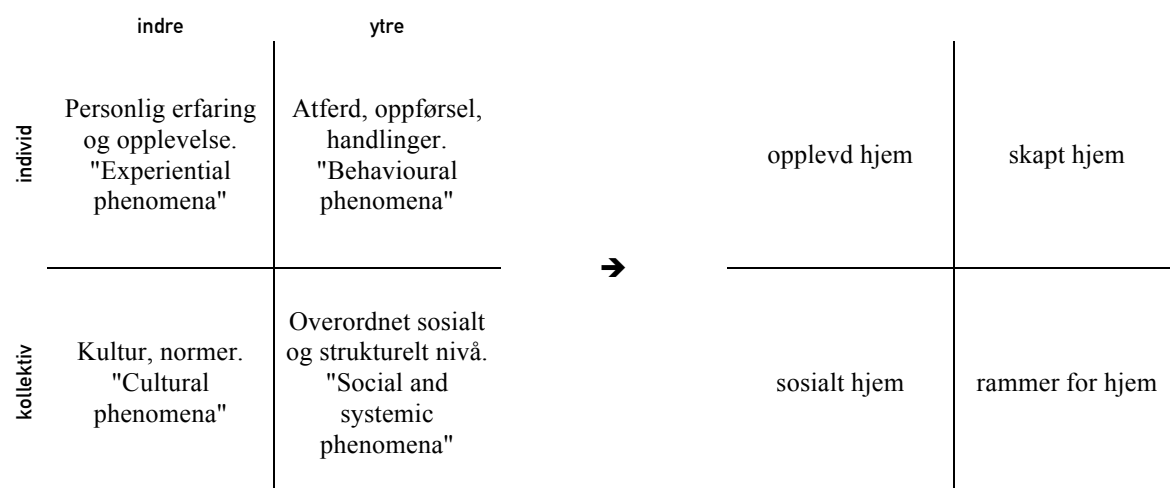 indre
ytre
individ
Personlig erfaring
og opplevelse.
"Experiential
phenomena"
Atferd, oppførsel,
handlinger.
"Behavioural
phenomena"
kollektiv
Kultur, normer.
"Cultural
phenomena"
Overordnet sosialt
og strukturelt nivå.
"Social and
systemic
phenomena"
➔
opplevd hjem
skapt hjem
sosialt hjem
rammer for hjem